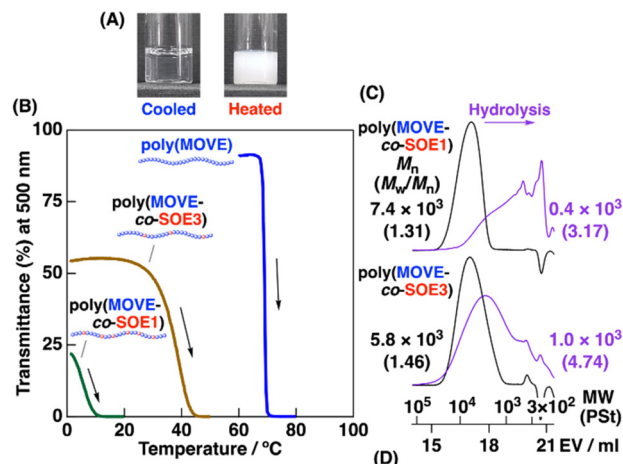 (A)
Cooled
Heated
(B)
100
75
50
25
0
Transmittance (%) at 500 nm
poly(MOVE)
poly(MOVE-
co-SOE3)
poly(MOVE-
co-SOE1)
0 20 40 60 80 100
Temperature / °C
(C)
Hydrolysis
poly(MOVE-
co-SOE1)
Mn
(Mw/Mn)
7.4 × 10³
(1.31)
0.4 × 10³
(3.17)
poly(MOVE-
co-SOE3)
5.8 × 10³
(1.46)
1.0 × 10³
(4.74)
10⁵ 10⁴ 10³ 3×10²
MW
(PSt)
15 18 21
EV / ml
(D)